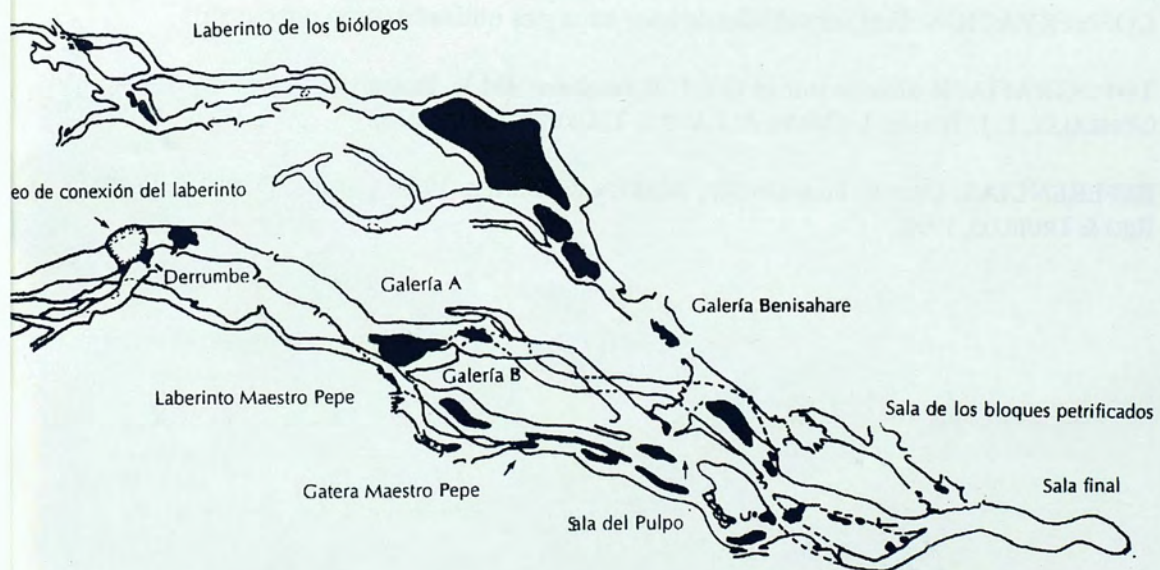 Laberinto de los biólogos
eo de conexión del laberinto
Derrumbe
Galería A
Galería Benisahare
Galería B
Laberinto Maestro Pepe
Sala de los bloques petrificados
Gatera Maestro Pepe
Sala final
Sala del Pulpo